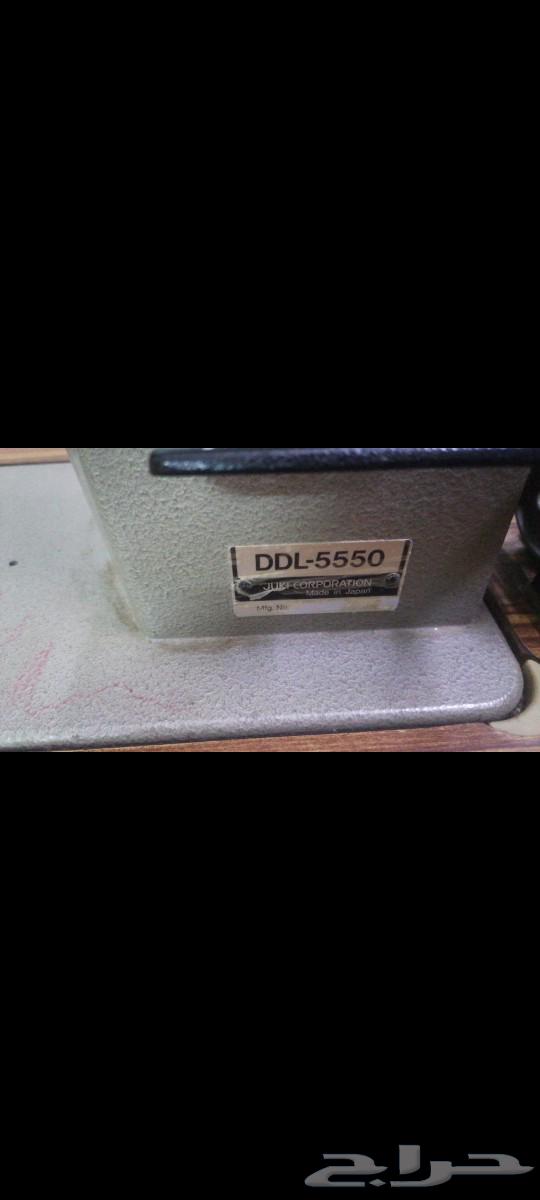 DDL-5550
JUKI CORPORATION
Made in Japan
Mfg. No.
حراج